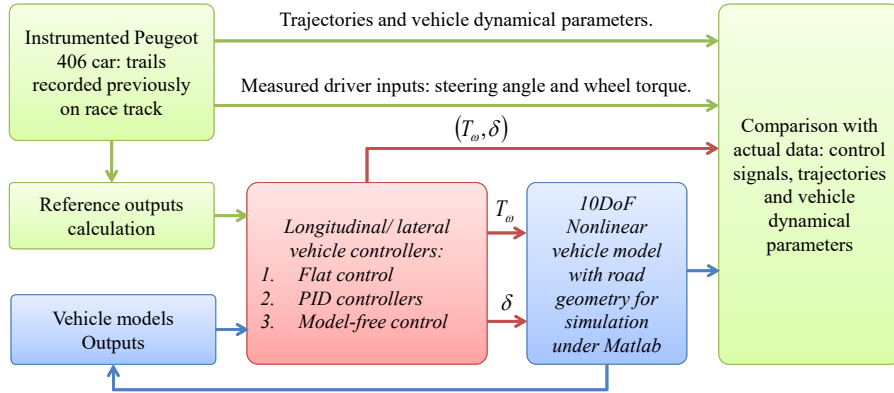 Instrumented Peugeot
406 car: trails
recorded previously
on race track
Trajectories and vehicle dynamical parameters.
Measured driver inputs: steering angle and wheel torque.
(T_ω, δ)
Reference outputs
calculation
Longitudinal/ lateral
vehicle controllers:
1. Flat control
2. PID controllers
3. Model-free control
T_ω
δ
10DoF
Nonlinear
vehicle model
with road
geometry for
simulation
under Matlab
Vehicle models
Outputs
Comparison with
actual data: control
signals, trajectories
and vehicle
dynamical
parameters